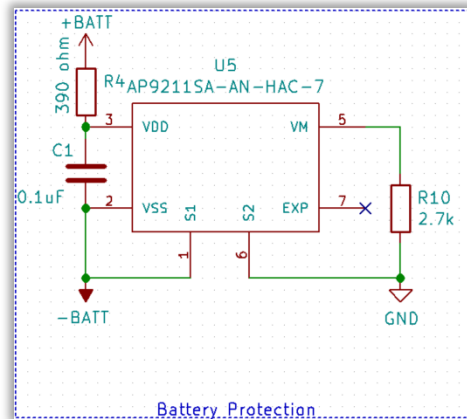 +BATT
390 ohm
R4
U5
AP9211SA-AN-HAC-7
3
VDD
VM
5
C1
0.1uF
2
VSS
S1
S2
EXP
7
R10
2.7k
1
6
-BATT
GND
Battery Protection